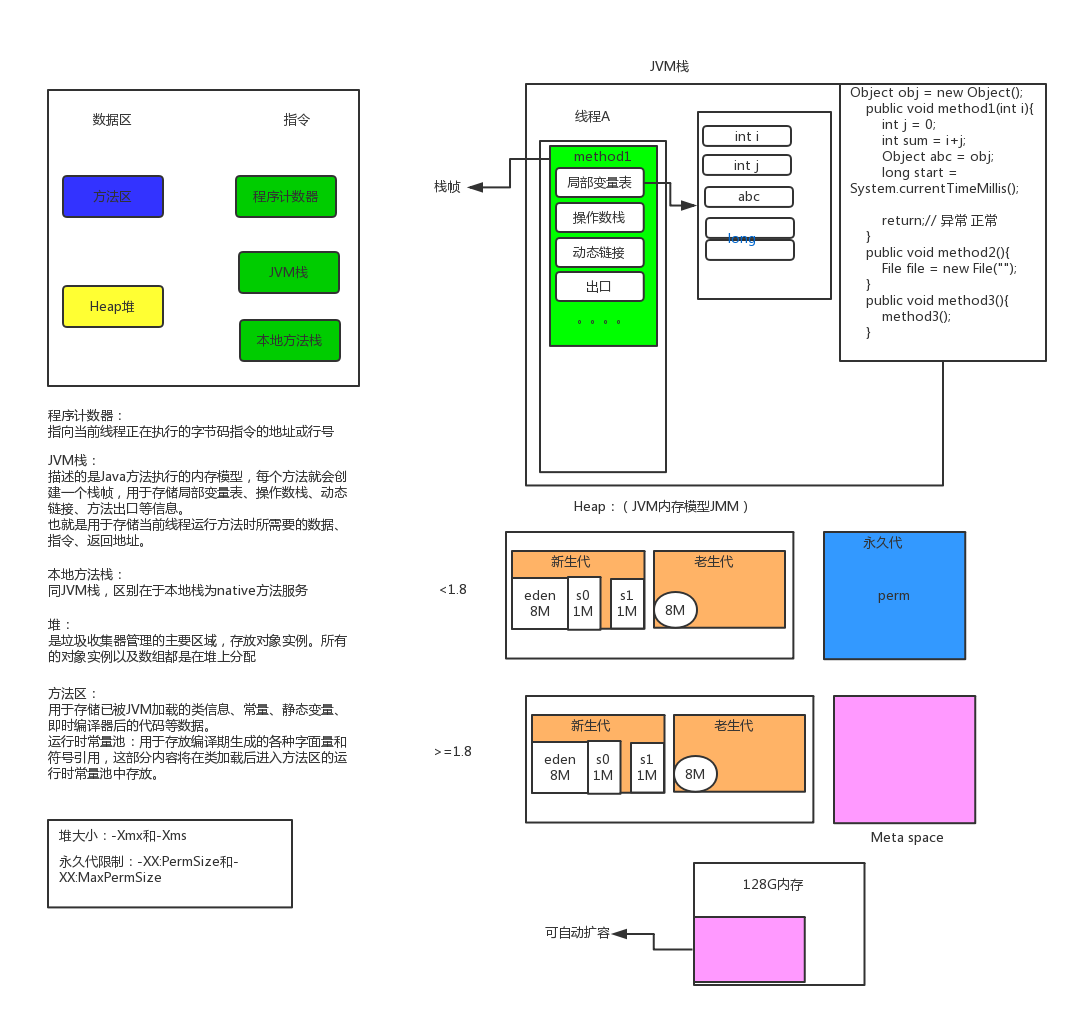 数据区
指令
方法区
程序计数器
JVM栈
Heap堆
本地方法栈
程序计数器：
指向当前线程正在执行的字节码指令的地址或行号
JVM栈：
描述的是Java方法执行的内存模型，每个方法就会创
建一个栈帧，用于存储局部变量表、操作数栈、动态
链接、方法出口等信息。
也就是用于存储当前线程运行方法时所需要的数据、
指令、返回地址。
本地方法栈：
同JVM栈，区别在于本地栈为native方法服务
堆：
是垃圾收集器管理的主要区域，存放对象实例。所有
的对象实例以及数组都是在堆上分配
方法区：
用于存储已被JVM加载的类信息、常量、静态变量、
即时编译器后的代码等数据。
运行时常量池：用于存放编译期生成的各种字面量和
符号引用，这部分内容将在类加载后进入方法区的运
行时常量池中存放。
堆大小：-Xmx和-Xms
永久代限制：-XX:PermSize和-
XX:MaxPermSize
JVM栈
线程A
栈帧
method1
局部变量表
操作数栈
动态链接
出口
。。。。
int i
int j
abc
long
Object obj = new Object();
public void method1(int i){
int j = 0;
int sum = i+j;
Object abc = obj;
long start =
System.currentTimeMillis();
return;// 异常 正常
}
public void method2(){
File file = new File("");
}
public void method3(){
method3();
}
Heap：（JVM内存模型JMM）
<1.8
新生代
eden
8M
s0
1M
s1
1M
老生代
8M
永久代
perm
>=1.8
新生代
eden
8M
s0
1M
s1
1M
老生代
8M
Meta space
128G内存
可自动扩容